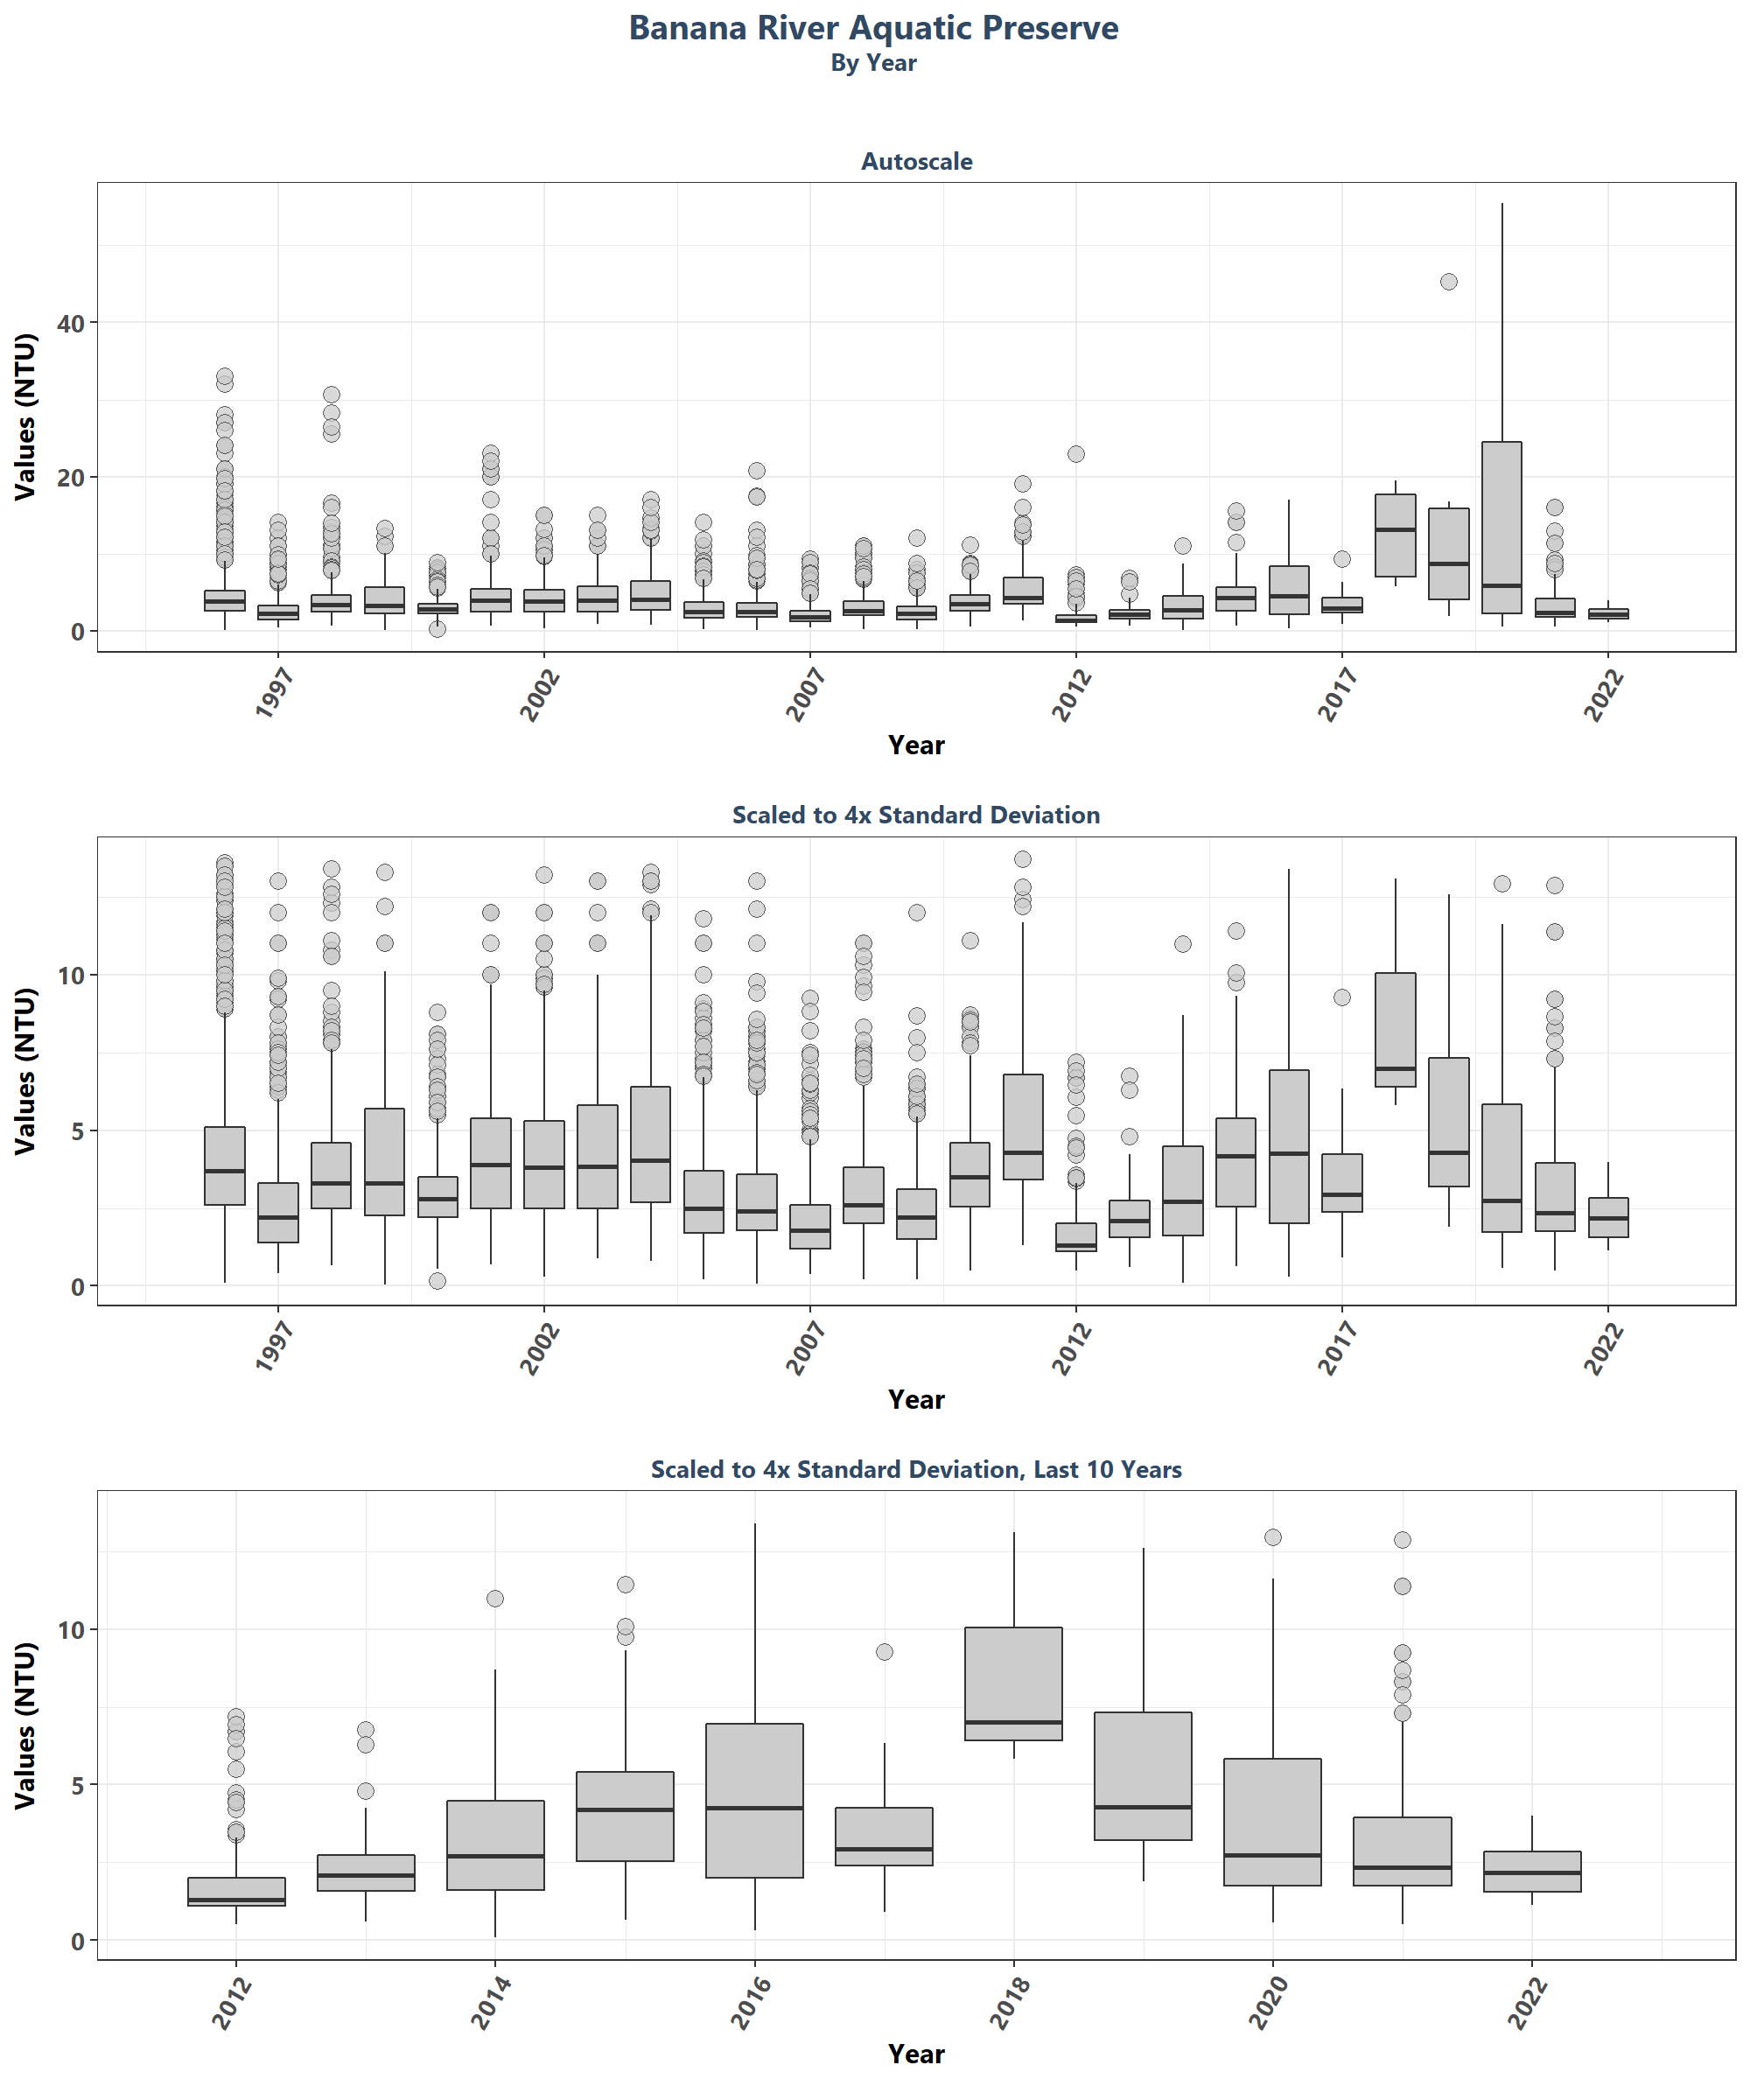 Banana River Aquatic Preserve
By Year
Autoscale
Values (NTU)
40
20
0
1997 2002 2007 2012 2017 2022
Year
Scaled to 4x Standard Deviation
Values (NTU)
10
5
0
1997 2002 2007 2012 2017 2022
Year
Scaled to 4x Standard Deviation, Last 10 Years
Values (NTU)
10
5
0
2012 2014 2016 2018 2020 2022
Year